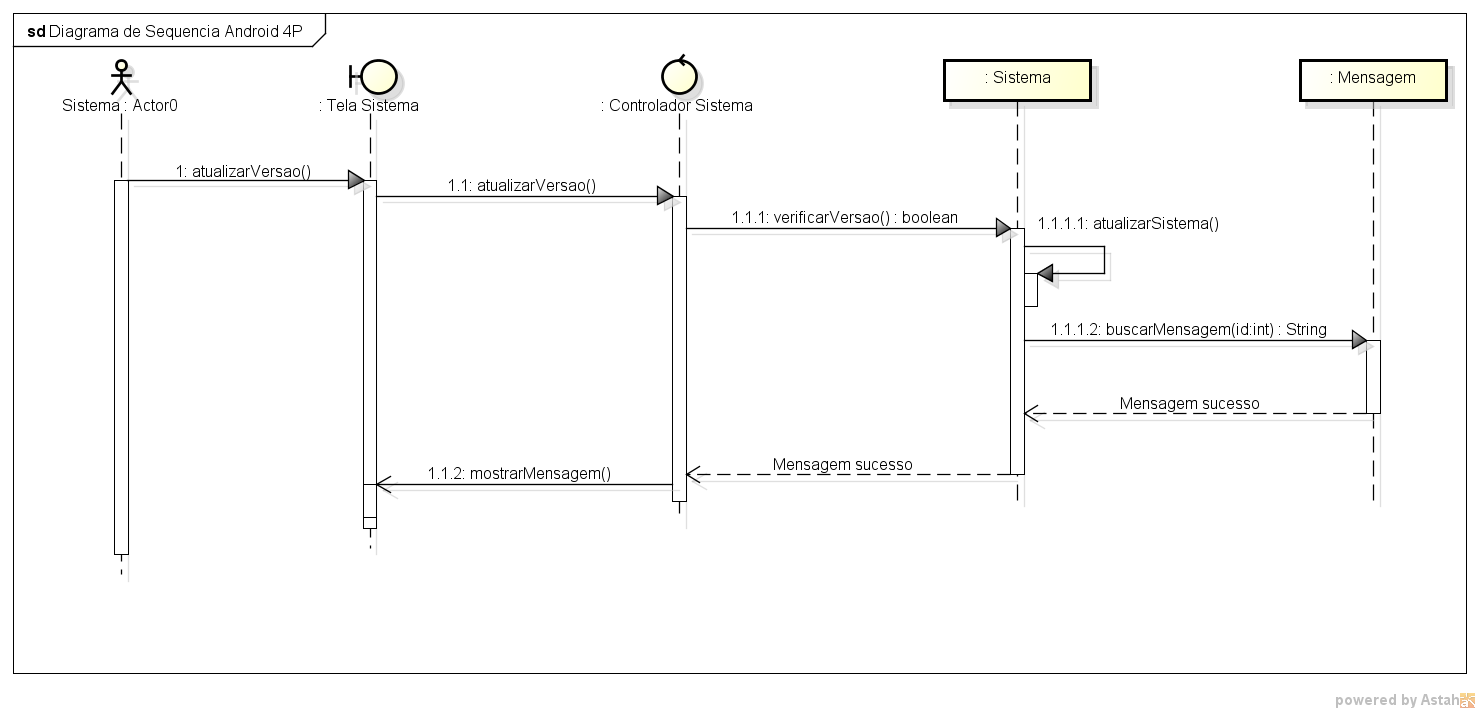 sd Diagrama de Sequencia Android 4P
Sistema : Actor0
: Tela Sistema
: Controlador Sistema
: Sistema
: Mensagem
1: atualizarVersao()
1.1: atualizarVersao()
1.1.1: verificarVersao() : boolean
1.1.1.1: atualizarSistema()
1.1.1.2: buscarMensagem(id:int) : String
Mensagem sucesso
Mensagem sucesso
1.1.2: mostrarMensagem()
powered by Astah